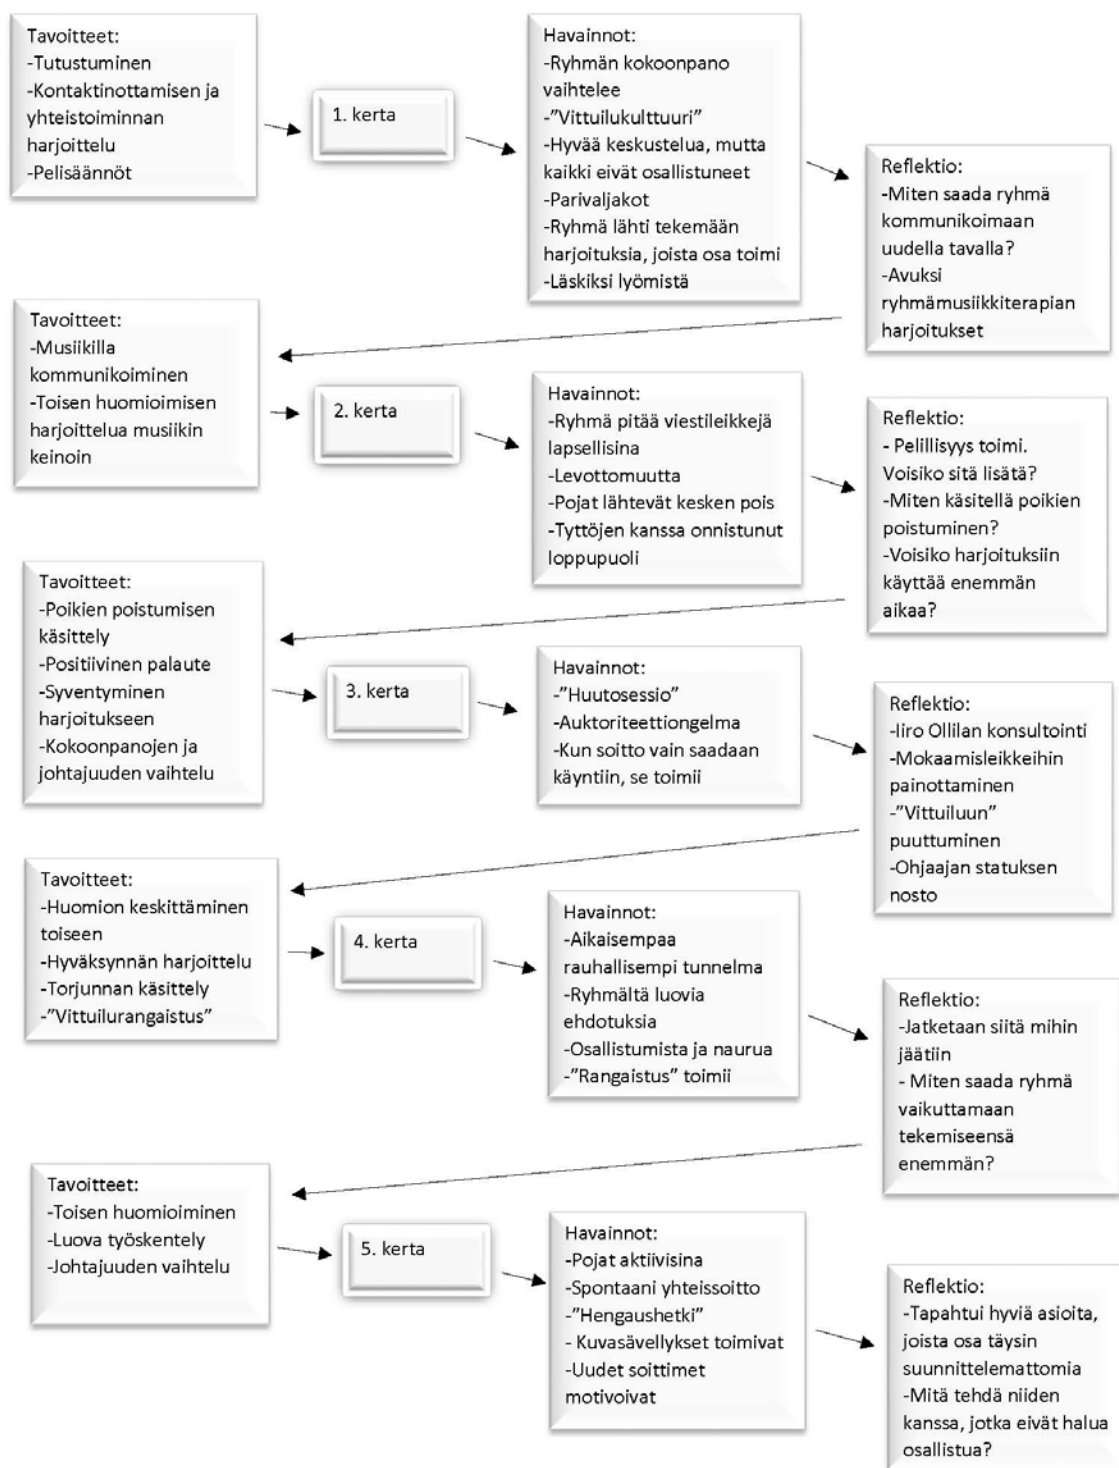 Tavoitteet:
-Tutustuminen
-Kontaktinottamisen ja
yhteistoiminnan
harjoittelu
-Pelisäännöt
1. kerta
Havainnot:
-Ryhmän kokoonpano
vaihtelee
-”Vittuilukulttuuri”
-Hyvää keskustelua, mutta
kaikki eivät osallistuneet
-Parivaljakot
-Ryhmä lähti tekemään
harjoituksia, joista osa toimi
-Läskiksi lyömistä
Reflektio:
-Miten saada ryhmä
kommunikoimaan
uudella tavalla?
-Avuksi
ryhmämusiikkiterapian
harjoitukset
Tavoitteet:
-Musiikilla
kommunikoiminen
-Toisen huomioimisen
harjoittelua musiikin
keinoin
2. kerta
Havainnot:
-Ryhmä pitää viestileikkejä
lapsellisina
-Levottomuutta
-Pojat lähtevät kesken pois
-Tyttöjen kanssa onnistunut
loppupuoli
Reflektio:
- Pelillisyys toimi.
Voisiko sitä lisätä?
-Miten käsitellä poikien
poistuminen?
-Voisiko harjoituksiin
käyttää enemmän
aikaa?
Tavoitteet:
-Poikien poistumisen
käsittely
-Positiivinen palaute
-Syventyminen
harjoitukseen
-Kokoonpanojen ja
johtajuuden vaihtelu
3. kerta
Havainnot:
-”Huutosessio”
-Auktoriteettiongelma
-Kun soitto vain saadaan
käyntiin, se toimii
Reflektio:
-Iiro Ollilan konsultointi
-Mokaamisleikkeihin
painottaminen
-”Vittuiluun”
puuttuminen
-Ohjaajan statuksen
nosto
Tavoitteet:
-Huomion keskittäminen
toiseen
-Hyväksynnän harjoittelu
-Torjunnan käsittely
-”Vittuilurangaistus”
4. kerta
Havainnot:
-Aikaisempaa
rauhallisempi tunnelma
-Ryhmältä luovia
ehdotuksia
-Osallistumista ja naurua
-”Rangaistus” toimii
Reflektio:
-Jatketaan siitä mihin
jäätiin
- Miten saada ryhmä
vaikuttamaan
tekemiseensä
enemmän?
Tavoitteet:
-Toisen huomioiminen
-Luova työskentely
-Johtajuuden vaihtelu
5. kerta
Havainnot:
-Pojat aktiivisina
-Spontaani yhteissoitto
-”Hengaushetki”
- Kuvasävellykset toimivat
-Uudet soittimet
motivoivat
Reflektio:
-Tapahtui hyviä asioita,
joista osa täysin
suunnittelemattomia
-Mitä tehdä niiden
kanssa, jotka eivät halua
osallistua?